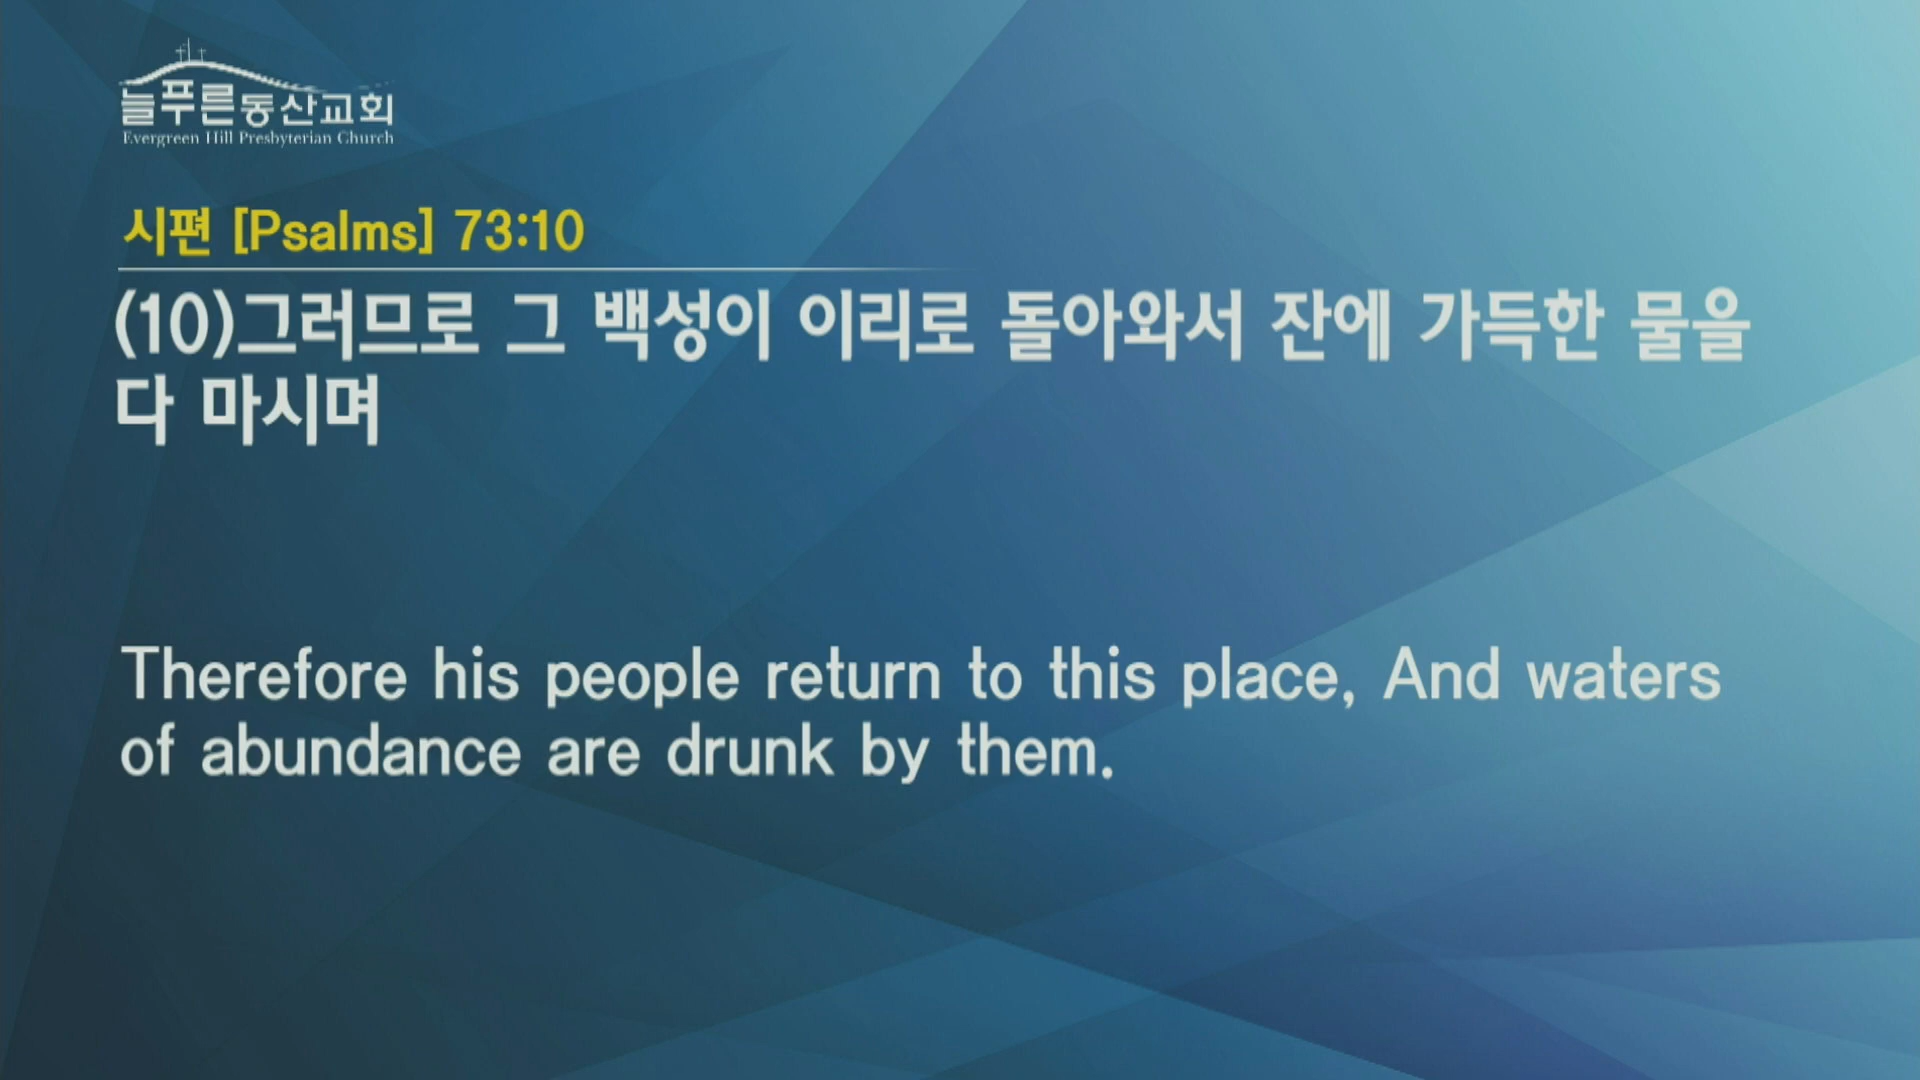 늘푸른동산교회
Evergreen Hill Presbyterian Church
시편 [Psalms] 73:10
(10)그러므로 그 백성이 이리로 돌아와서 잔에 가득한 물을
다 마시며
Therefore his people return to this place, And waters
of abundance are drunk by them.